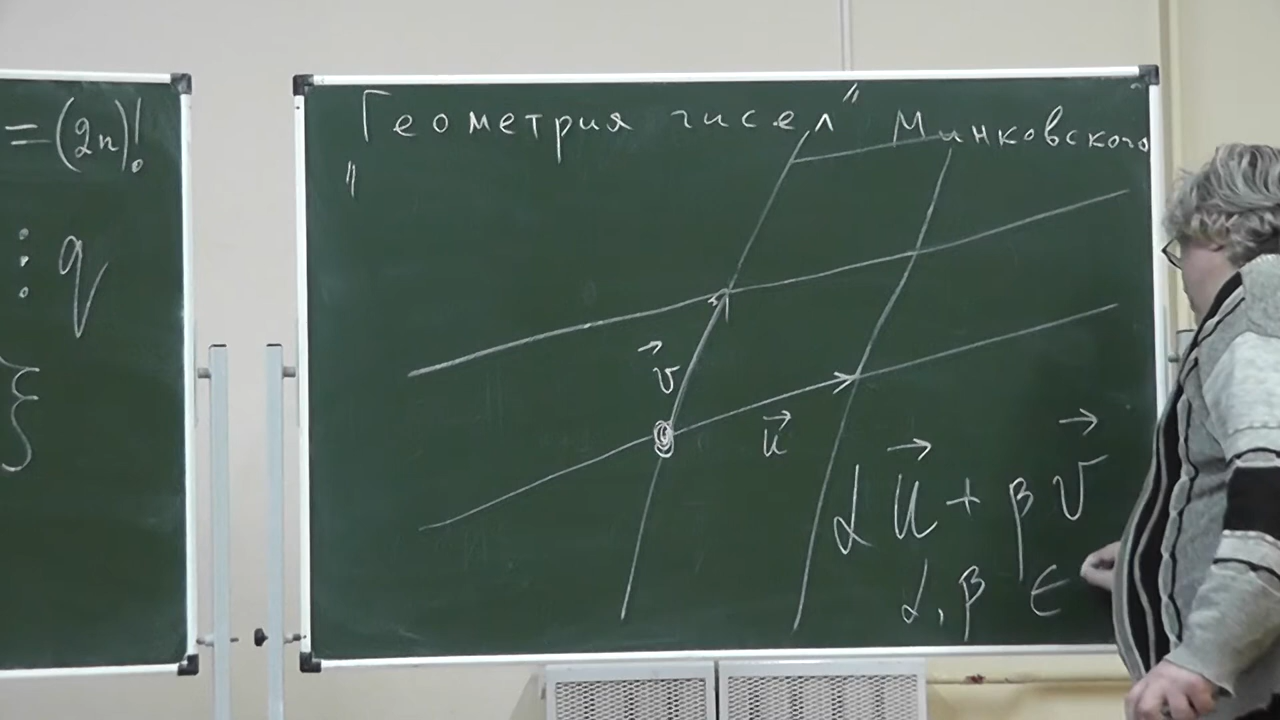 = (2n)!
⋮ q
}
"Геометрия чисел" Минковского
v⃗
u⃗
α u⃗ + β v⃗
α, β ∈